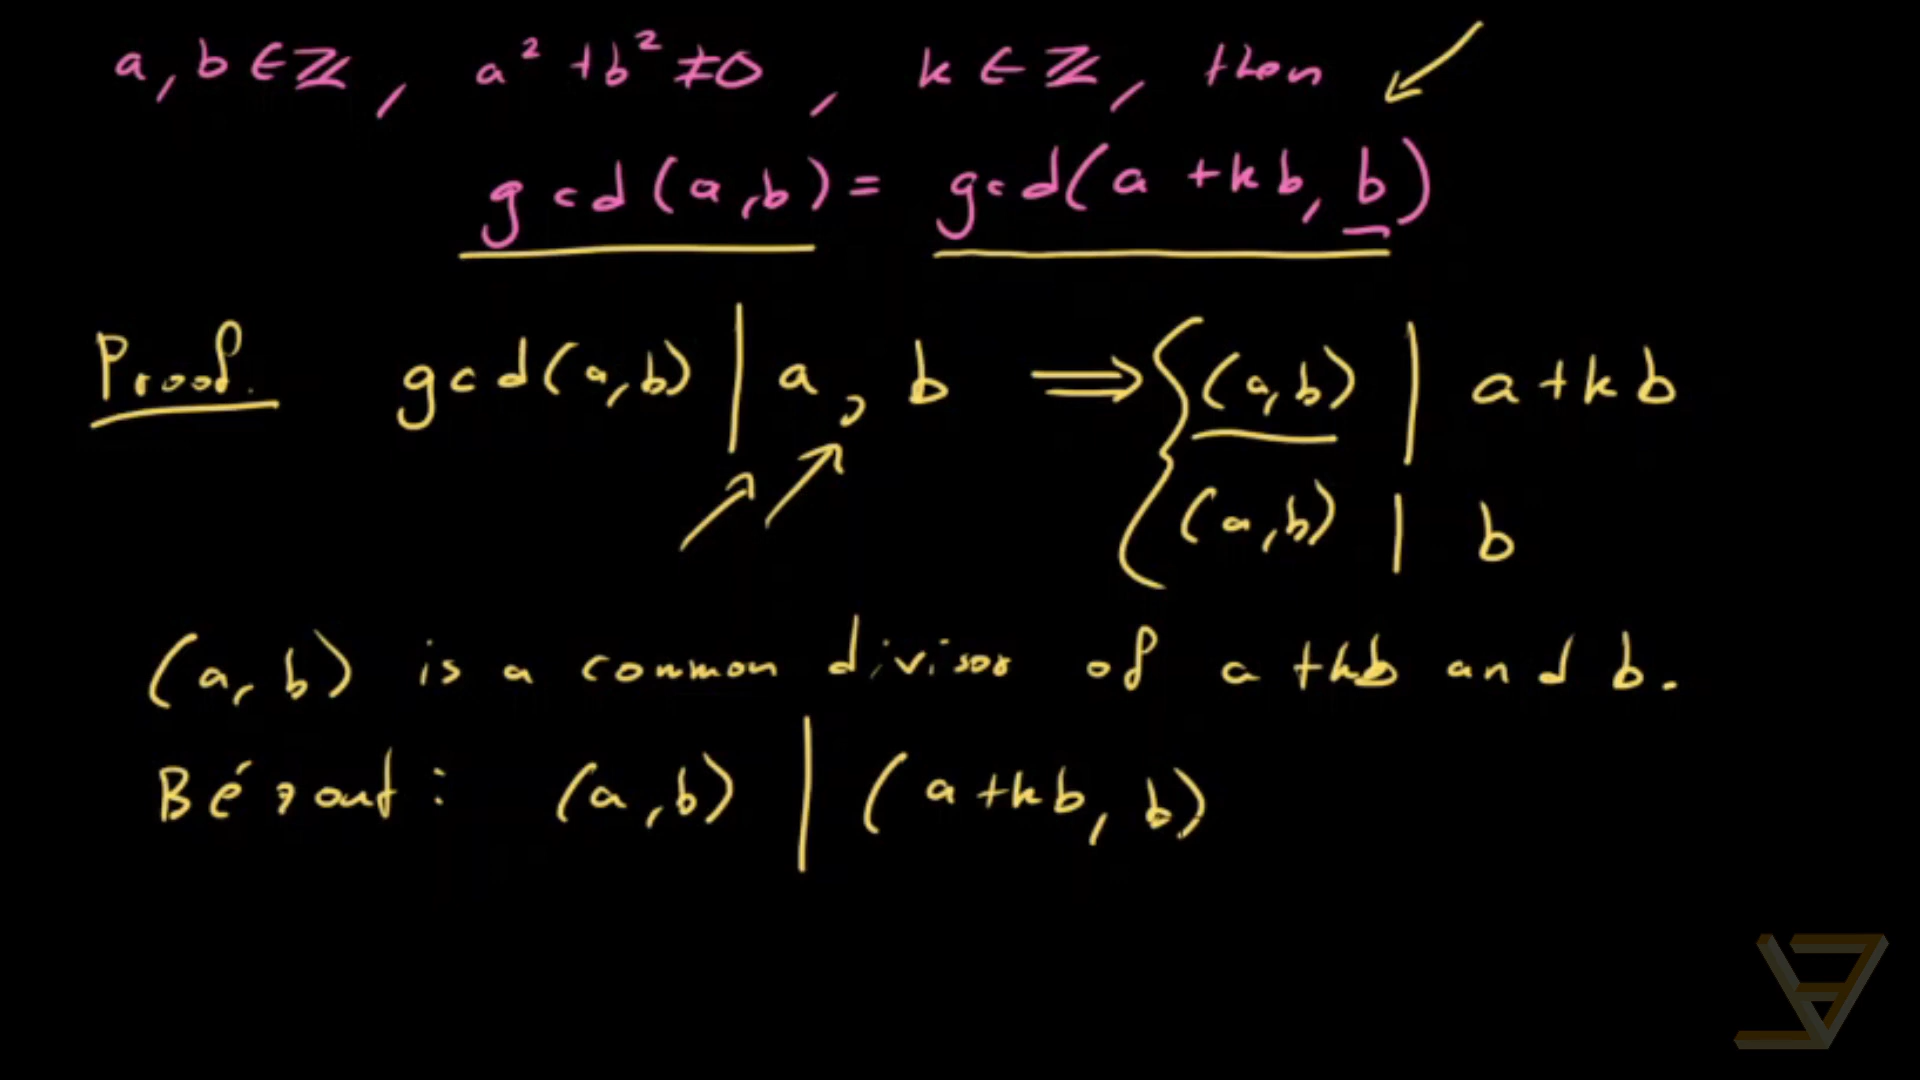 a, b ∈ ℤ, a² + b² ≠ 0, k ∈ ℤ, then
gcd(a, b) = gcd(a + kb, b)
Proof. gcd(a, b) | a, b ⟹ { (a, b) | a + kb
(a, b) | b
(a, b) is a common divisor of a + kb and b.
Bézout: (a, b) | (a + kb, b)